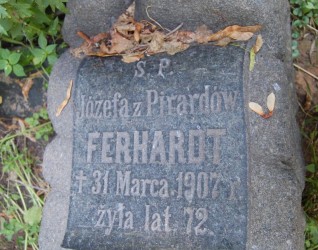 Ś. P.
Józefa z Pirardów
FERHARDT
† 31 Marca 1907 r.
żyła lat. 72.